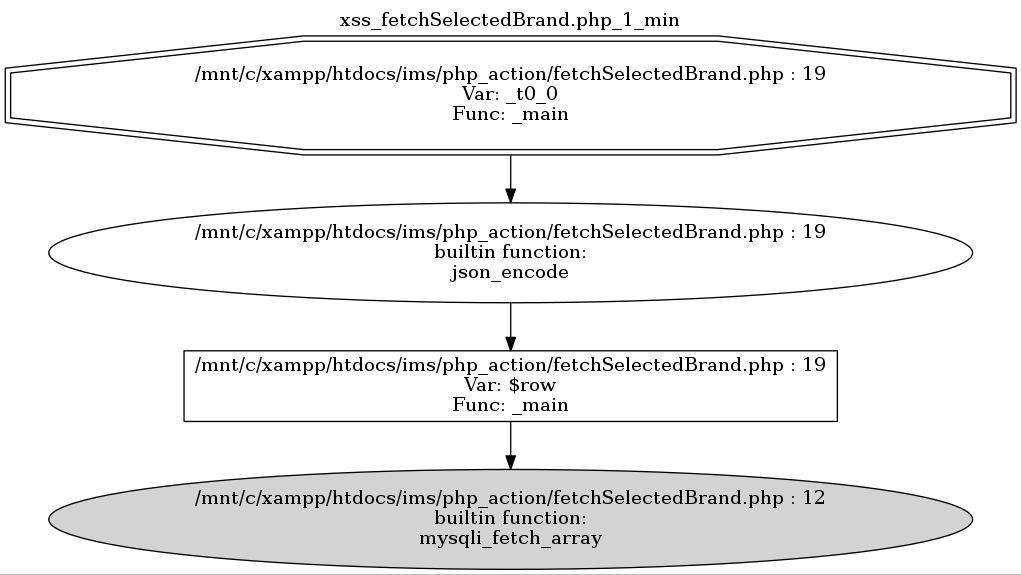 xss_fetchSelectedBrand.php_1_min
/mnt/c/xampp/htdocs/ims/php_action/fetchSelectedBrand.php : 19
Var: _t0_0
Func: _main
/mnt/c/xampp/htdocs/ims/php_action/fetchSelectedBrand.php : 19
builtin function:
json_encode
/mnt/c/xampp/htdocs/ims/php_action/fetchSelectedBrand.php : 19
Var: $row
Func: _main
/mnt/c/xampp/htdocs/ims/php_action/fetchSelectedBrand.php : 12
builtin function:
mysqli_fetch_array